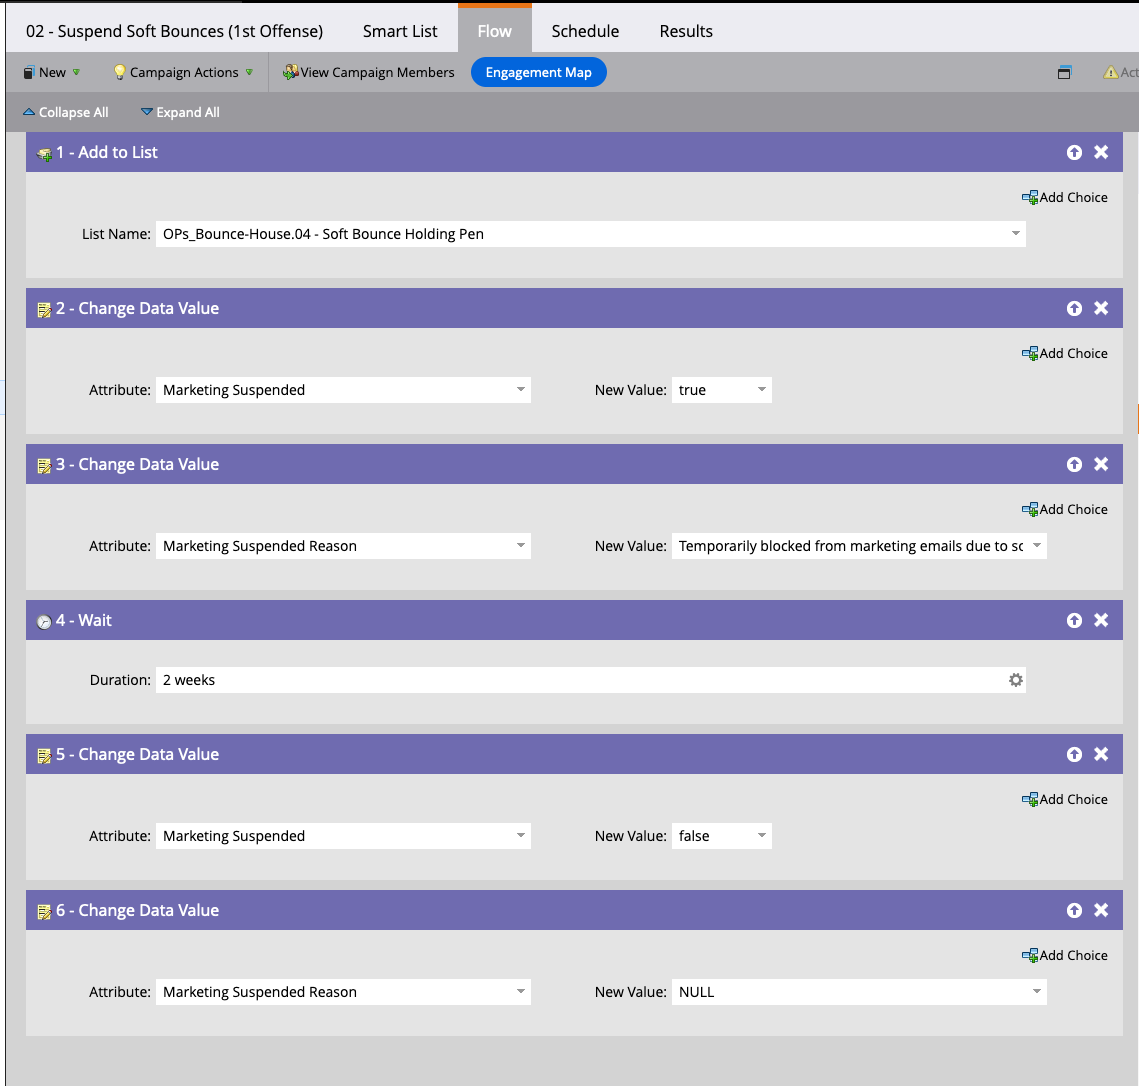 02 - Suspend Soft Bounces (1st Offense) Smart List Flow Schedule Results
New Campaign Actions View Campaign Members Engagement Map Act
Collapse All Expand All
1 - Add to List
Add Choice
List Name: OPs_Bounce-House.04 - Soft Bounce Holding Pen
2 - Change Data Value
Add Choice
Attribute: Marketing Suspended New Value: true
3 - Change Data Value
Add Choice
Attribute: Marketing Suspended Reason New Value: Temporarily blocked from marketing emails due to sc
4 - Wait
Duration: 2 weeks
5 - Change Data Value
Add Choice
Attribute: Marketing Suspended New Value: false
6 - Change Data Value
Add Choice
Attribute: Marketing Suspended Reason New Value: NULL